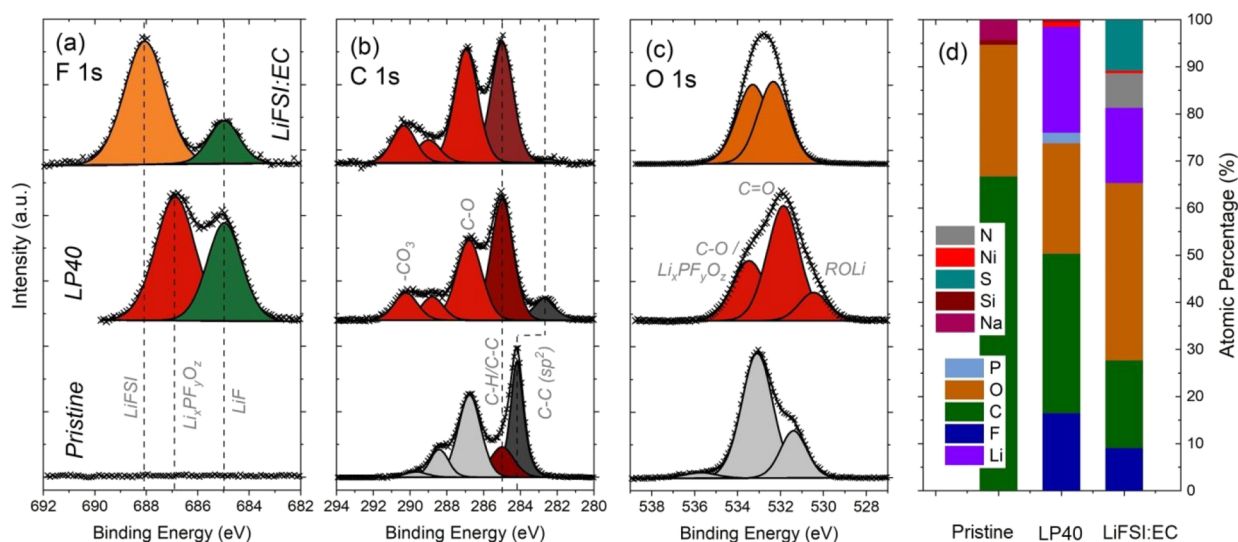 (a)
F 1s
LiFSI:EC
LP40
Pristine
LiFSI
LiₓPFᵧO_z
LiF
Intensity (a.u.)
692 690 688 686 684 682
Binding Energy (eV)
(b)
C 1s
-CO₃
C-O
C-H/C-C
C-C (sp²)
294 292 290 288 286 284 282 280
Binding Energy (eV)
(c)
O 1s
C=O
C-O /
LiₓPFᵧO_z
ROLi
538 536 534 532 530 528
Binding Energy (eV)
(d)
N
Ni
S
Si
Na
P
O
C
F
Li
100
90
80
70
60
50
40
30
20
10
0
Atomic Percentage (%)
Pristine LP40 LiFSI:EC